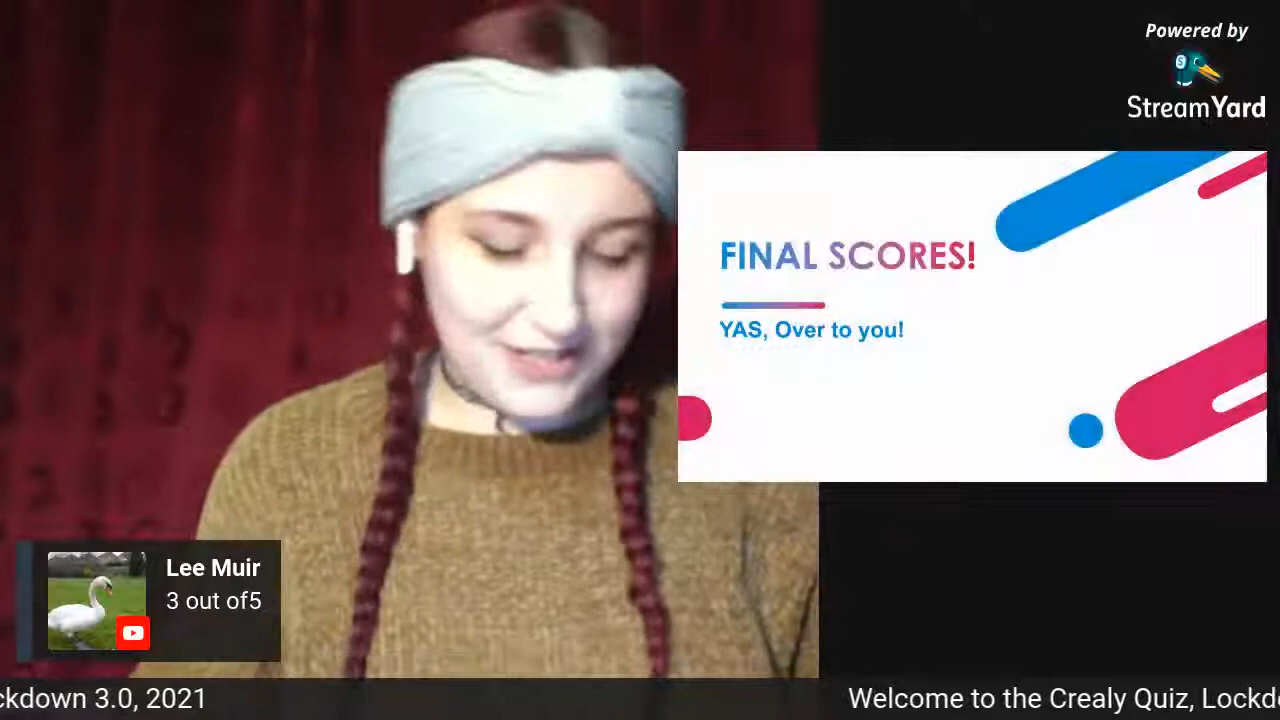 Powered by
StreamYard
FINAL SCORES!
YAS, Over to you!
Lee Muir
3 out of5
ckdown 3.0, 2021
Welcome to the Crealy Quiz, Lockd